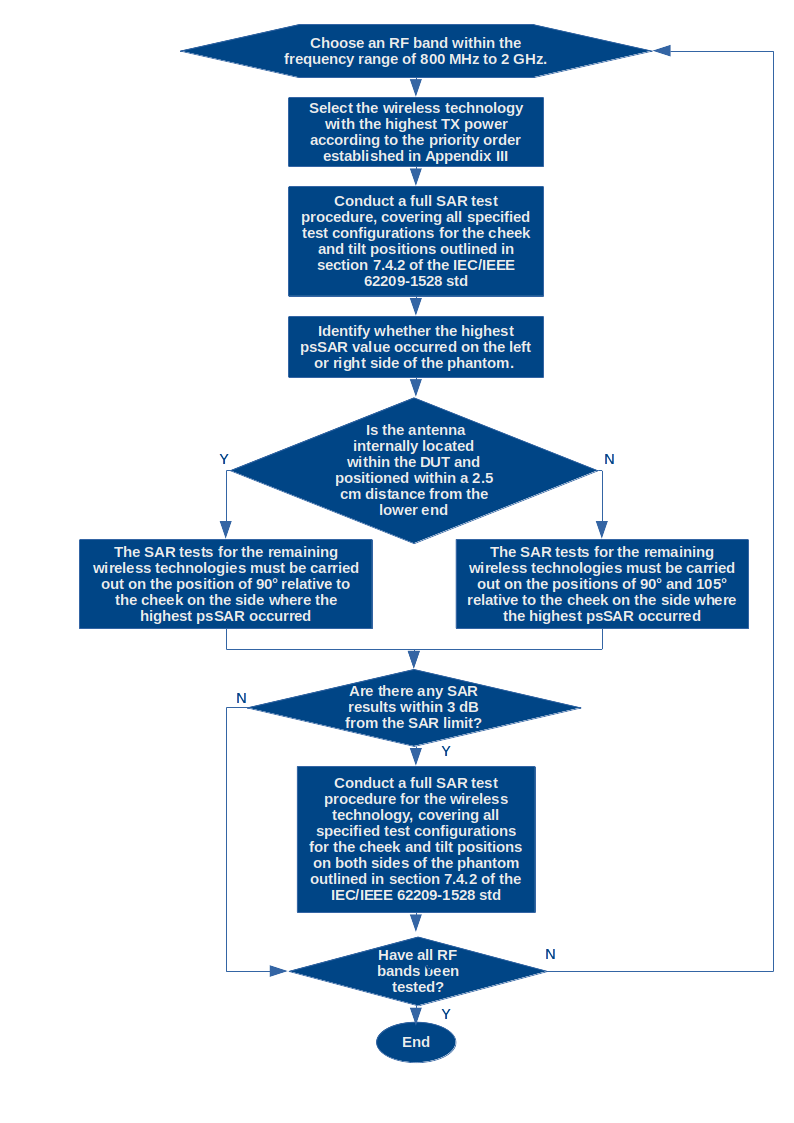 Choose an RF band within the
frequency range of 800 MHz to 2 GHz.
Select the wireless technology
with the highest TX power
according to the priority order
established in Appendix III
Conduct a full SAR test
procedure, covering all specified
test configurations for the cheek
and tilt positions outlined in
section 7.4.2 of the IEC/IEEE
62209-1528 std
Identify whether the highest
psSAR value occurred on the left
or right side of the phantom.
Is the antenna
internally located
within the DUT and
positioned within a 2.5
cm distance from the
lower end
Y
N
The SAR tests for the remaining
wireless technologies must be carried
out on the position of 90° relative to
the cheek on the side where the
highest psSAR occurred
The SAR tests for the remaining
wireless technologies must be carried
out on the positions of 90° and 105°
relative to the cheek on the side where
the highest psSAR occurred
Are there any SAR
results within 3 dB
from the SAR limit?
N
Y
Conduct a full SAR test
procedure for the wireless
technology, covering all
specified test configurations
for the cheek and tilt positions
on both sides of the phantom
outlined in section 7.4.2 of the
IEC/IEEE 62209-1528 std
Have all RF
bands been
tested?
N
Y
End